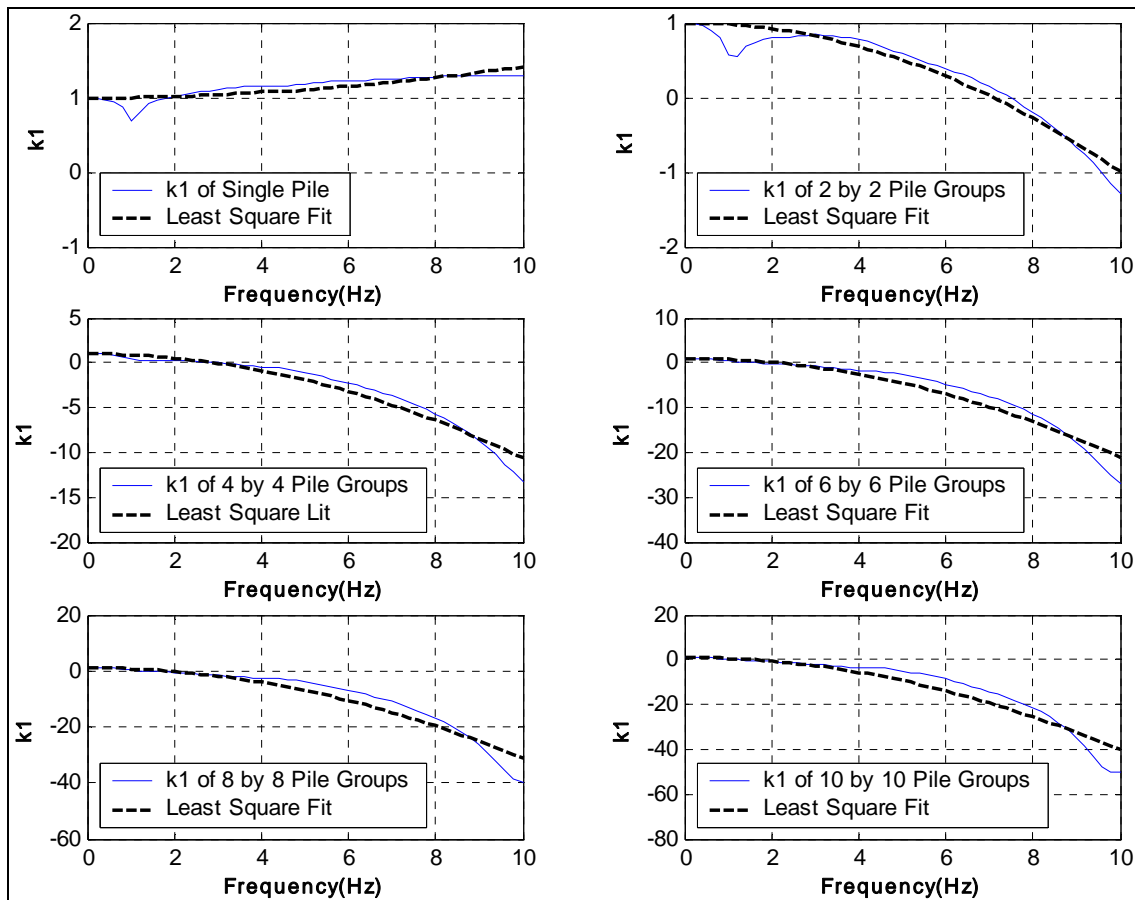 2
1
0
-1
k1
k1 of Single Pile
Least Square Fit
0 2 4 6 8 10
Frequency(Hz)
1
0
-1
-2
k1
k1 of 2 by 2 Pile Groups
Least Square Fit
0 2 4 6 8 10
Frequency(Hz)
5
0
-5
-10
-15
-20
k1
k1 of 4 by 4 Pile Groups
Least Square Lit
0 2 4 6 8 10
Frequency(Hz)
10
0
-10
-20
-30
-40
k1
k1 of 6 by 6 Pile Groups
Least Square Fit
0 2 4 6 8 10
Frequency(Hz)
20
0
-20
-40
-60
k1
k1 of 8 by 8 Pile Groups
Least Square Fit
0 2 4 6 8 10
Frequency(Hz)
20
0
-20
-40
-60
-80
k1
k1 of 10 by 10 Pile Groups
Least Square Fit
0 2 4 6 8 10
Frequency(Hz)